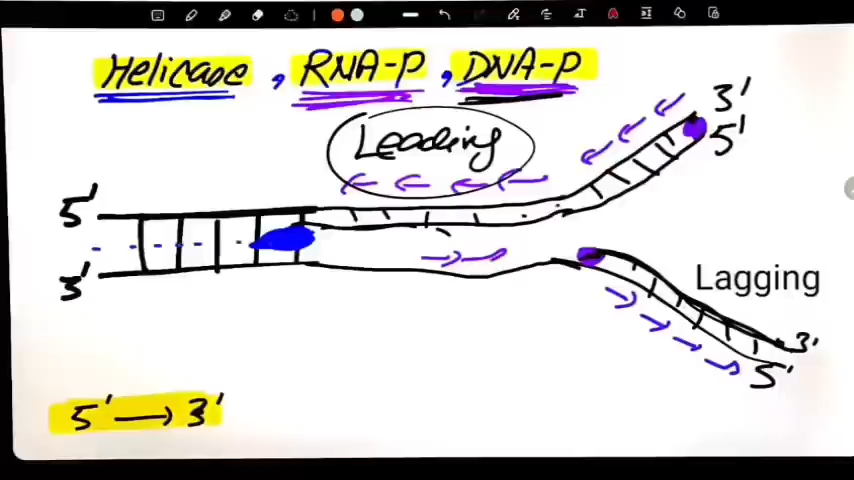 Helicase, RNA-P, DNA-P
3'
Leading
5'
5'
3'
Lagging
3'
5'
5' → 3'